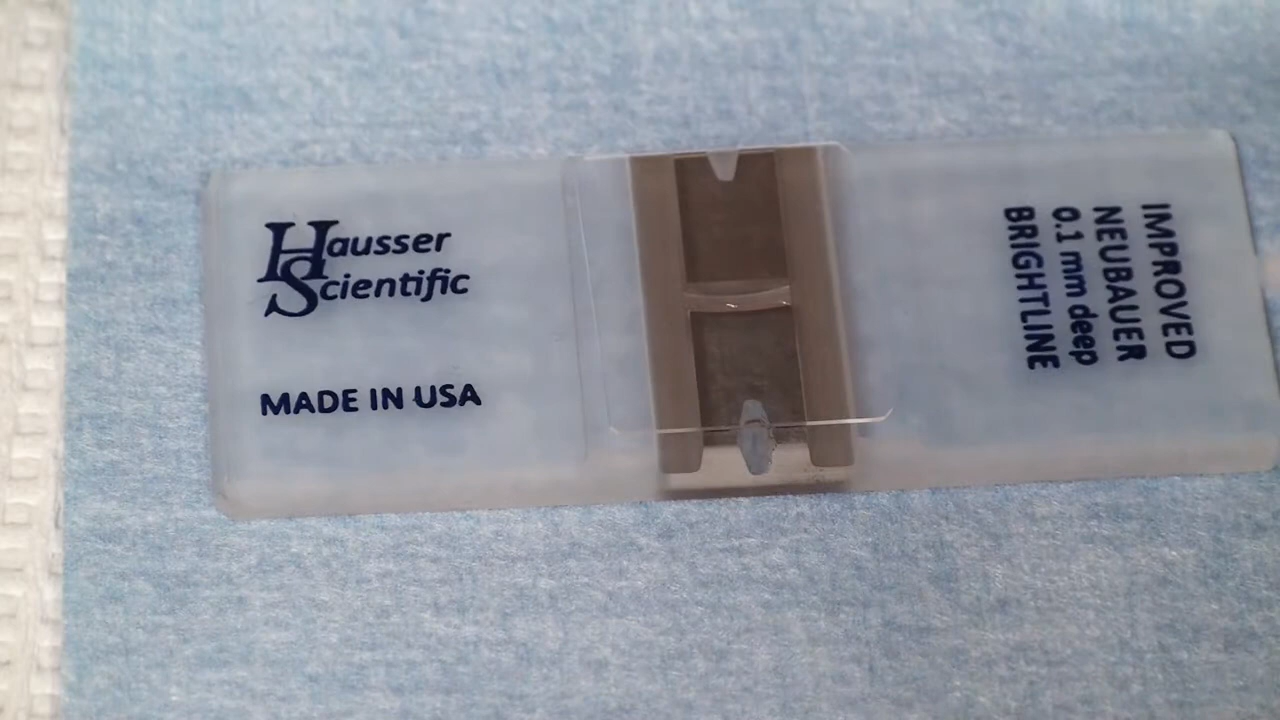 Hausser
Scientific
MADE IN USA
IMPROVED
NEUBAUER
0.1 mm deep
BRIGHTLINE